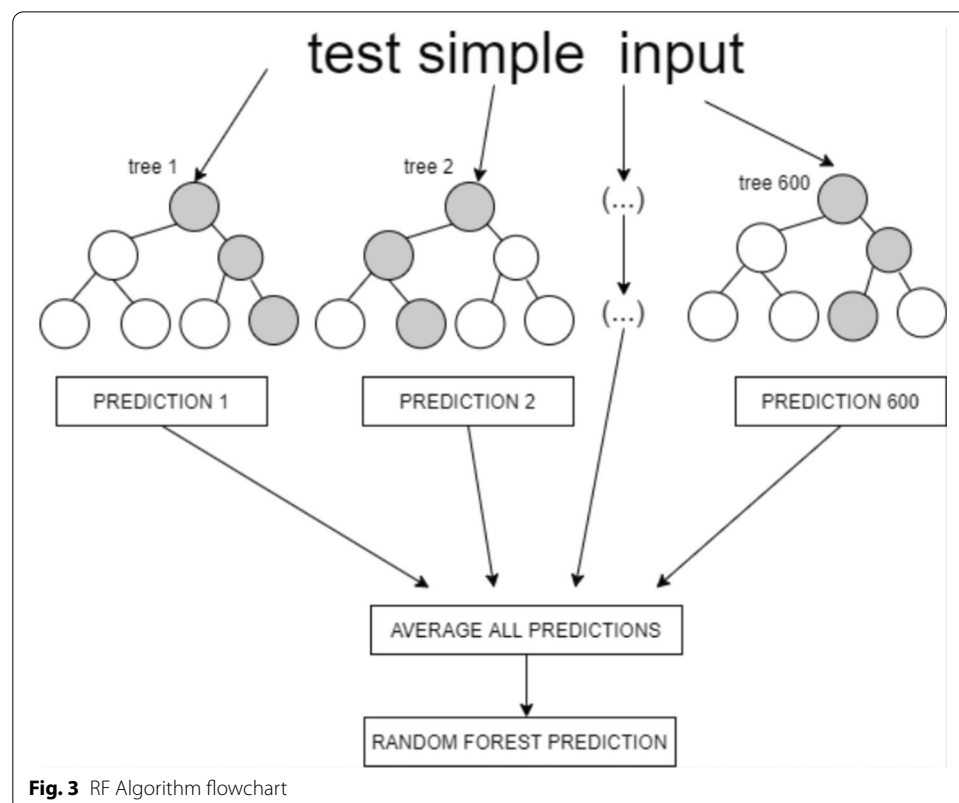 test simple input
tree 1
tree 2
(...)
tree 600
(...)
PREDICTION 1
PREDICTION 2
PREDICTION 600
AVERAGE ALL PREDICTIONS
RANDOM FOREST PREDICTION
Fig. 3 RF Algorithm flowchart